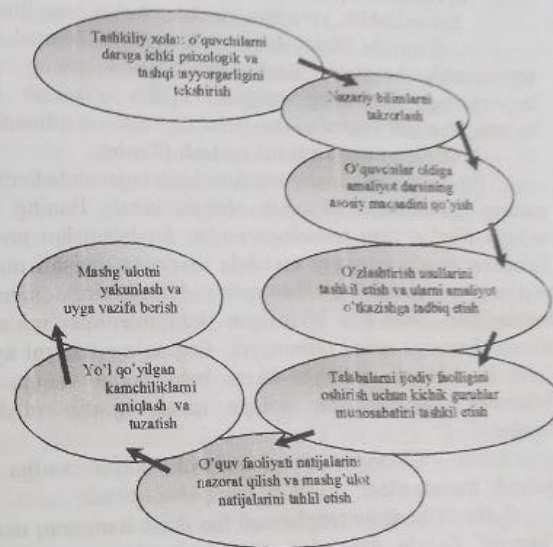 Tashkiliy xolat: o'quvchilarni
darsga ichki psixologik va
tashqi tayyorgarligini
tekshirish
Nazariy bilimlarni
takrorlash
O'quvchilar oldiga
amaliyot darsining
asosiy maqsadini qo'yish
O'zlashtirish usullarini
tashkil etish va ularni amaliyot
o'tkazishga tadbiq etish
Talabalarni ijodiy faolligini
oshirish uchun kichik guruhlar
munosabatini tashkil etish
O'quv faoliyati natijalarini
nazorat qilish va mashg'ulot
natijalarini tahlil etish
Yo'l qo'yilgan
kamchiliklarni
aniqlash va
tuzatish
Mashg'ulotni
yakunlash va
uyga vazifa berish